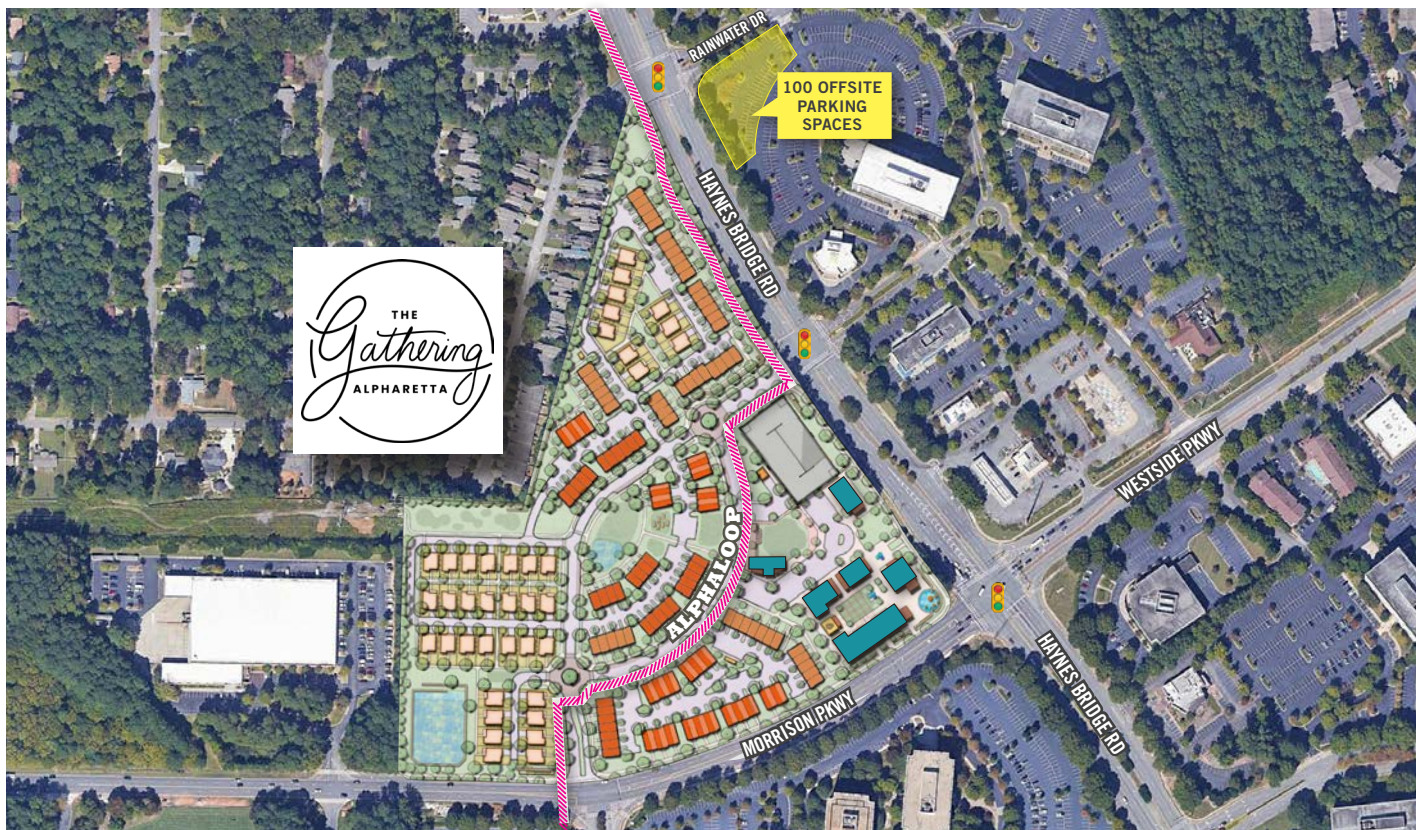 RAINWATER DR
100 OFFSITE
PARKING
SPACES
HAYNES BRIDGE RD
THE
Gathering
ALPHARETTA
WESTSIDE PKWY
ALPHALOOP
MORRISON PKWY
HAYNES BRIDGE RD